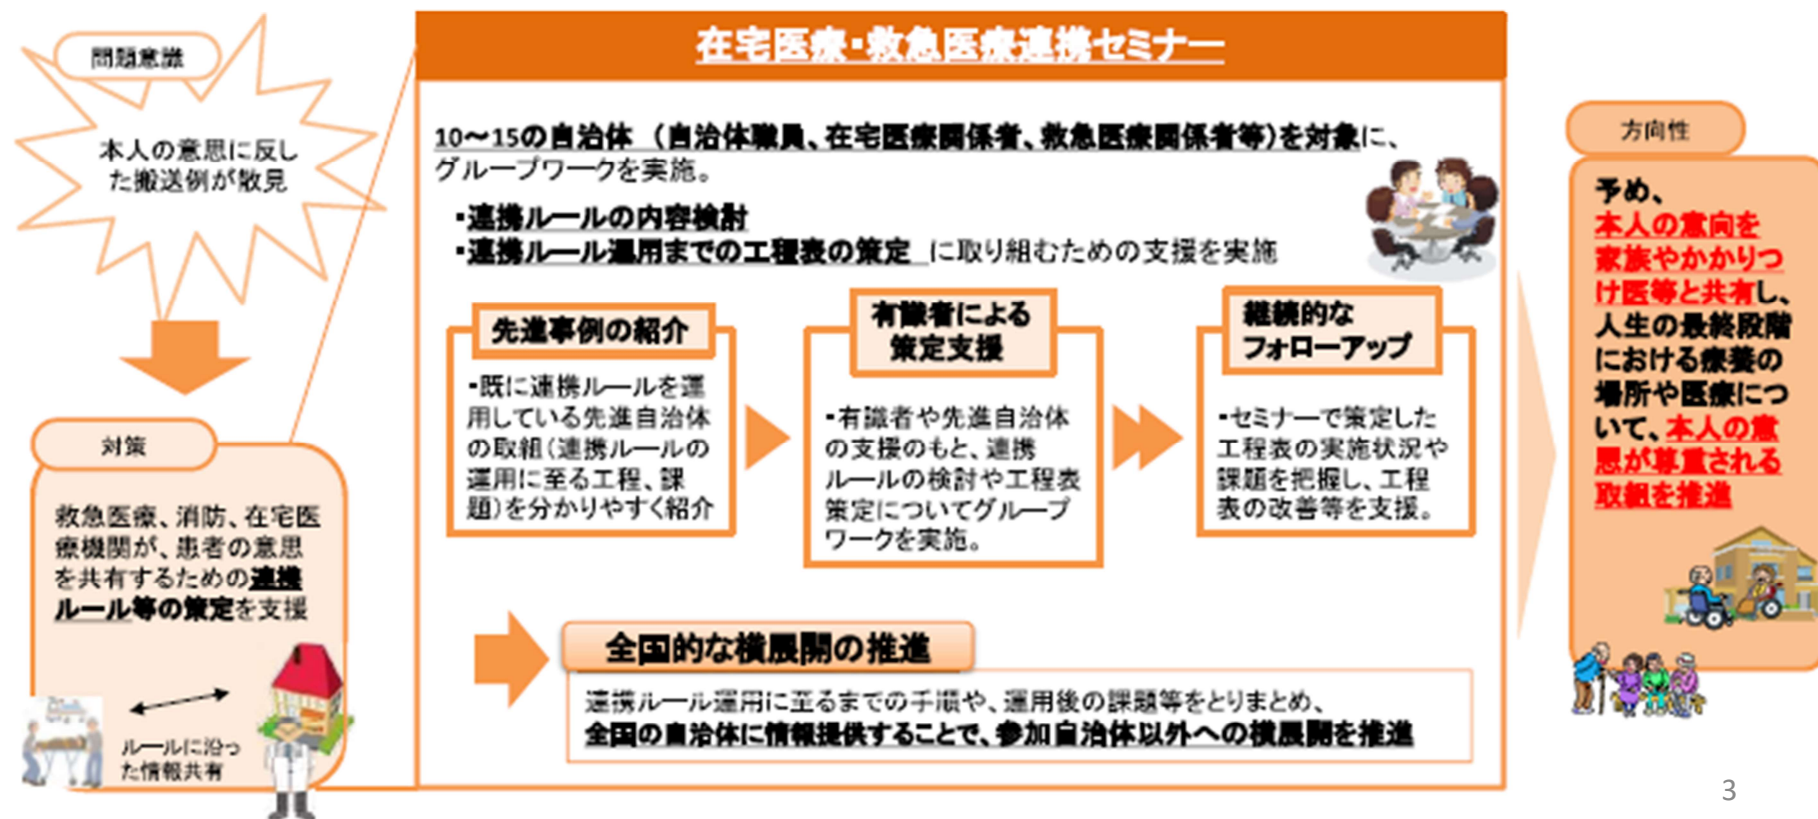 問題意識
本人の意思に反し
た搬送例が散見
対策
救急医療、消防、在宅医
療機関が、患者の意思
を共有するための連携
ルール等の策定を支援
ルールに沿っ
た情報共有
在宅医療・救急医療連携セミナー
10～15の自治体 （自治体職員、在宅医療関係者、救急医療関係者等）を対象に、
グループワークを実施。
・連携ルールの内容検討
・連携ルール運用までの工程表の策定 に取り組むための支援を実施
先進事例の紹介
・既に連携ルールを運
用している先進自治体
の取組（連携ルールの
運用に至る工程、課
題）を分かりやすく紹介
有識者による
策定支援
・有識者や先進自治体
の支援のもと、連携
ルールの検討や工程表
策定についてグループ
ワークを実施。
継続的な
フォローアップ
・セミナーで策定した
工程表の実施状況や
課題を把握し、工程
表の改善等を支援。
全国的な横展開の推進
連携ルール運用に至るまでの手順や、運用後の課題等をとりまとめ、
全国の自治体に情報提供することで、参加自治体以外への横展開を推進
方向性
予め、
本人の意向を
家族やかかりつ
け医等と共有し、
人生の最終段階
における療養の
場所や医療につ
いて、本人の意
思が尊重される
取組を推進
3